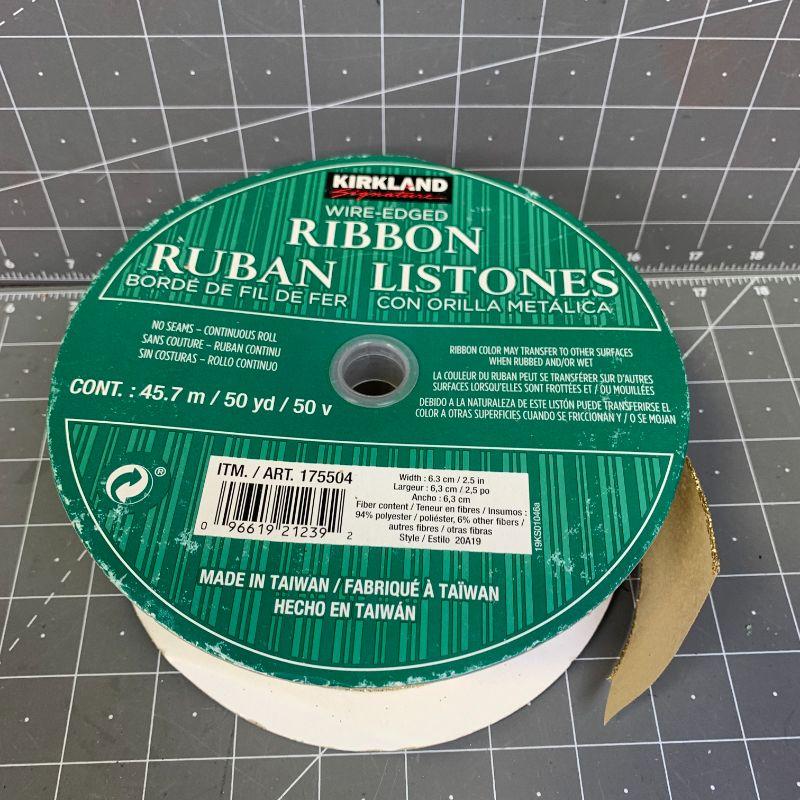 KIRKLAND
Signature
WIRE-EDGED
RIBBON
RUBAN LISTONES
BORDÉ DE FIL DE FER CON ORILLA METÁLICA
NO SEAMS – CONTINUOUS ROLL
SANS COUTURE – RUBAN CONTINU
SIN COSTURAS – ROLLO CONTINUO
CONT. : 45.7 m / 50 yd / 50 v
RIBBON COLOR MAY TRANSFER TO OTHER SURFACES
WHEN RUBBED AND/OR WET
LA COULEUR DU RUBAN PEUT SE TRANSFÉRER SUR D'AUTRES
SURFACES LORSQU'ELLES SONT FROTTÉES ET / OU MOUILLÉES
DEBIDO A LA NATURALEZA DE ESTE LISTÓN PUEDE TRANSFERIRSE EL
COLOR A OTRAS SUPERFICIES CUANDO SE FRICCIONAN Y / O SE MOJAN
®
ITM. / ART. 175504
0 96619 21239 2
Width : 6.3 cm / 2.5 in
Largeur : 6,3 cm / 2,5 po
Ancho : 6,3 cm
Fiber content / Teneur en fibres / Insumos :
94% polyester / poliéster, 6% other fibers /
autres fibres / otras fibras
Style / Estilo 20A19
19KS01046a
MADE IN TAIWAN / FABRIQUÉ À TAÏWAN
HECHO EN TAIWÁN
16 17 18
16 17 18